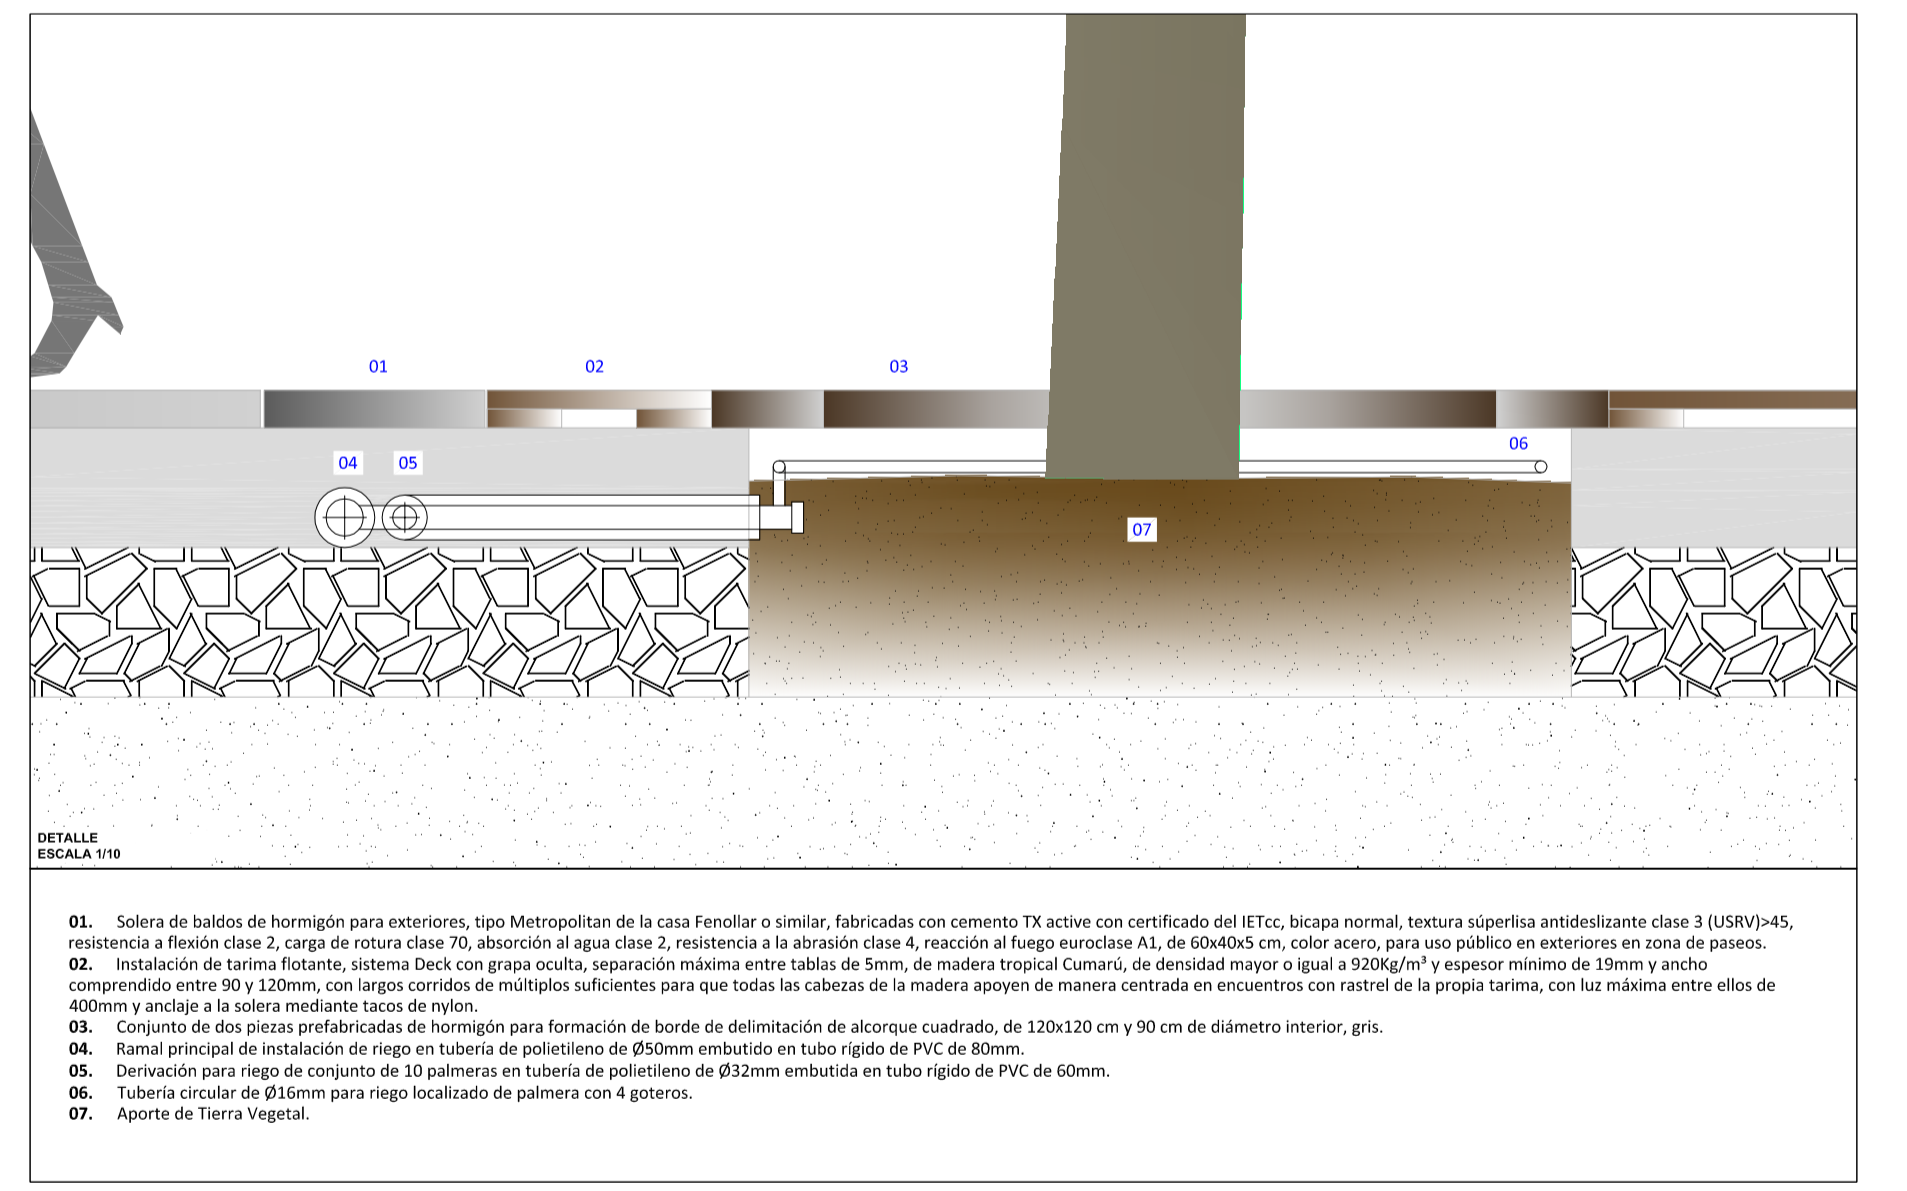 01
02
03
06
04
05
07
DETALLE
ESCALA 1/10
01. Solera de baldos de hormigón para exteriores, tipo Metropolitan de la casa Fenollar o similar, fabricadas con cemento TX active con certificado del IETcc, bicapa normal, textura súperlisa antideslizante clase 3 (USRV)>45,
resistencia a flexión clase 2, carga de rotura clase 70, absorción al agua clase 2, resistencia a la abrasión clase 4, reacción al fuego euroclase A1, de 60x40x5 cm, color acero, para uso público en exteriores en zona de paseos.
02. Instalación de tarima flotante, sistema Deck con grapa oculta, separación máxima entre tablas de 5mm, de madera tropical Cumarú, de densidad mayor o igual a 920Kg/m³ y espesor mínimo de 19mm y ancho
comprendido entre 90 y 120mm, con largos corridos de múltiplos suficientes para que todas las cabezas de la madera apoyen de manera centrada en encuentros con rastrel de la propia tarima, con luz máxima entre ellos de
400mm y anclaje a la solera mediante tacos de nylon.
03. Conjunto de dos piezas prefabricadas de hormigón para formación de borde de delimitación de alcorque cuadrado, de 120x120 cm y 90 cm de diámetro interior, gris.
04. Ramal principal de instalación de riego en tubería de polietileno de Ø50mm embutido en tubo rígido de PVC de 80mm.
05. Derivación para riego de conjunto de 10 palmeras en tubería de polietileno de Ø32mm embutida en tubo rígido de PVC de 60mm.
06. Tubería circular de Ø16mm para riego localizado de palmera con 4 goteros.
07. Aporte de Tierra Vegetal.